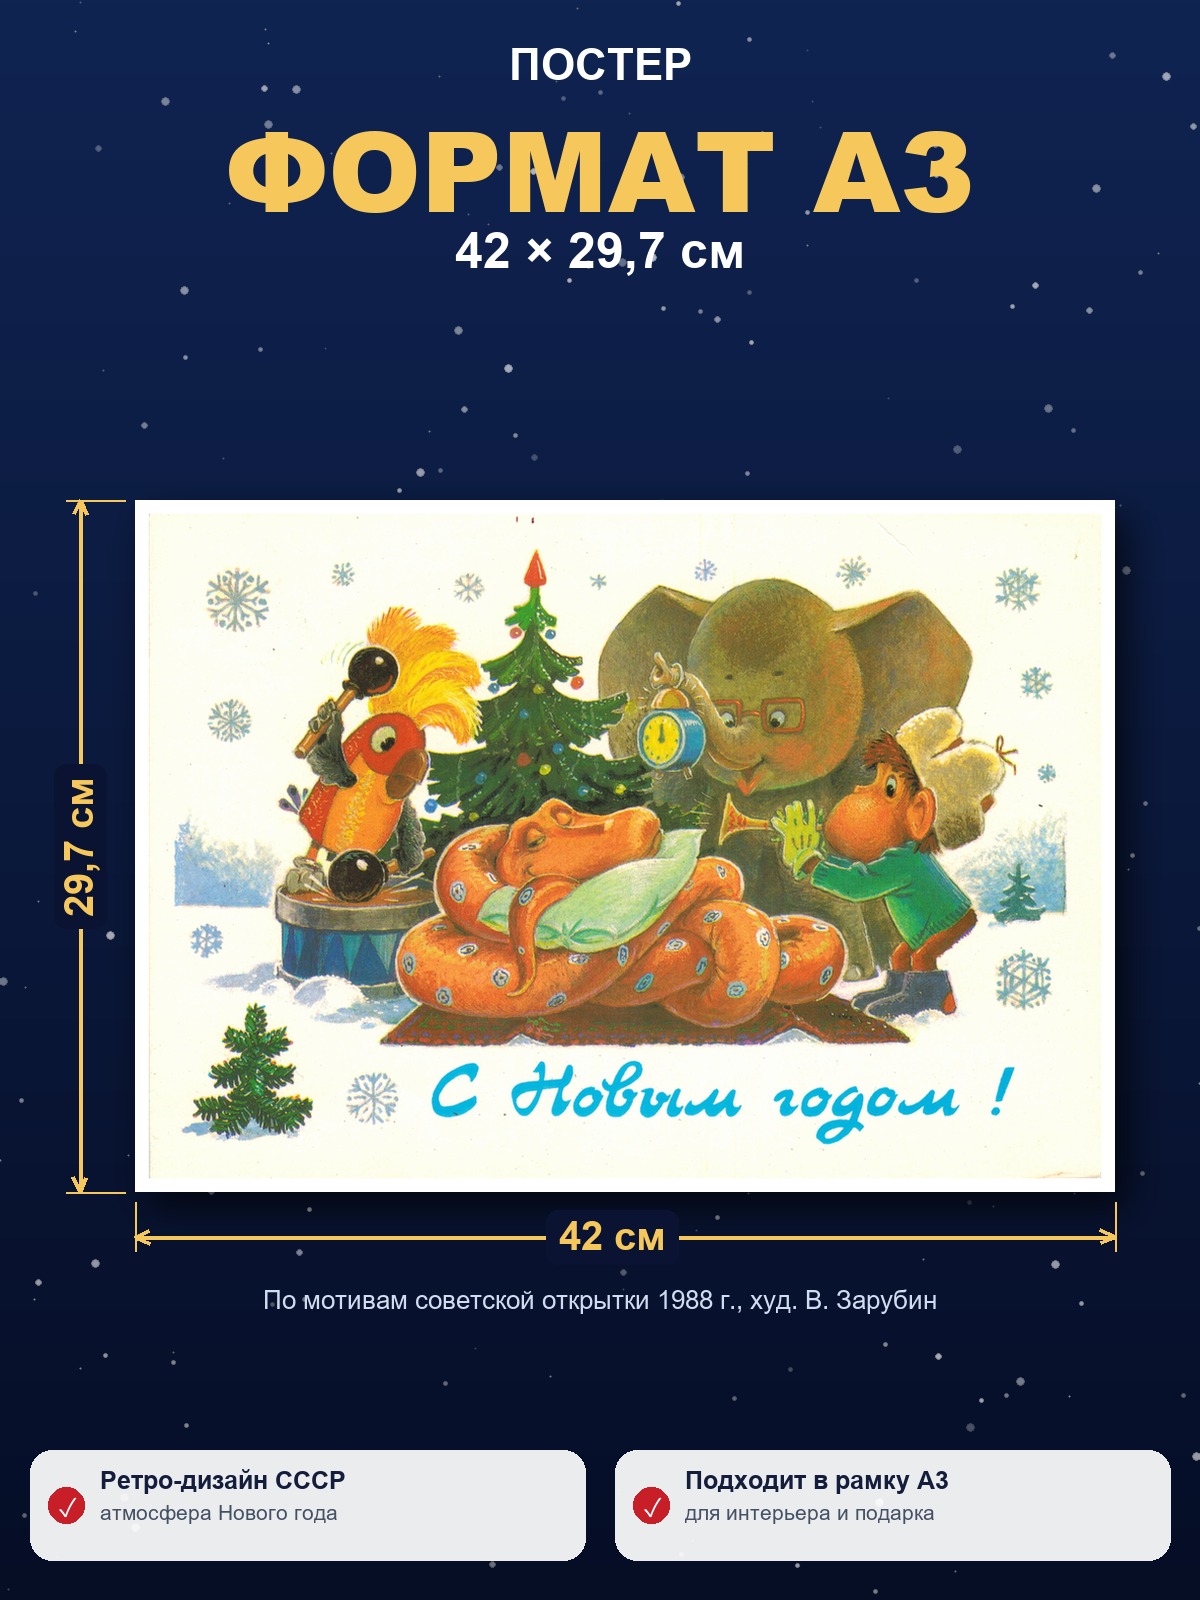 ПОСТЕР
ФОРМАТ А3
42 × 29,7 см
29,7 см
С Новым годом !
42 см
По мотивам советской открытки 1988 г., худ. В. Зарубин
Ретро-дизайн СССР
атмосфера Нового года
Подходит в рамку А3
для интерьера и подарка